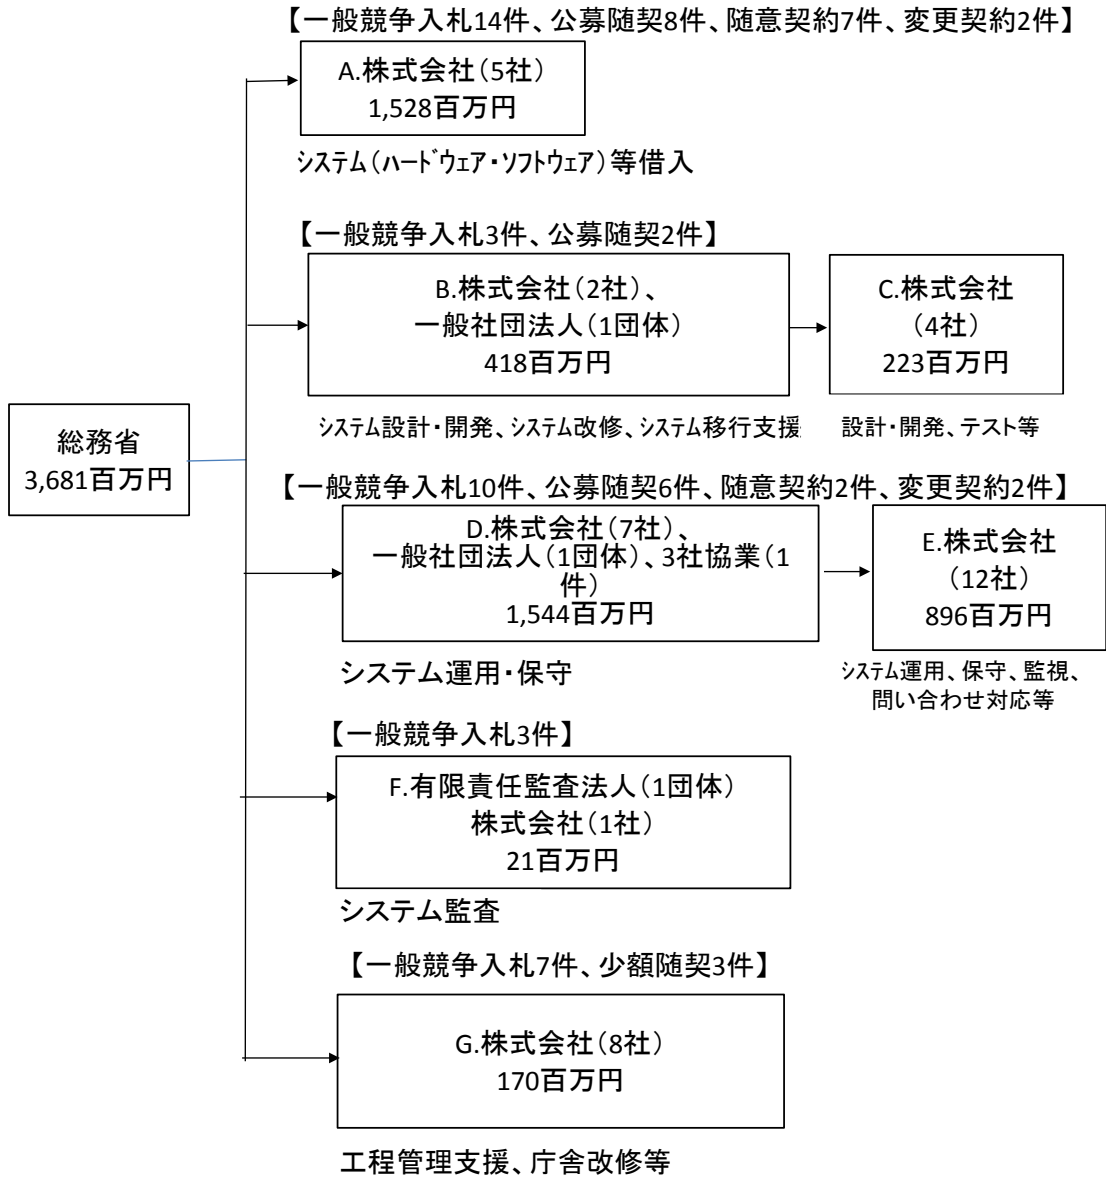 【一般競争入札14件、公募随契8件、随意契約7件、変更契約2件】
A.株式会社(5社)
1,528百万円
システム(ハードウェア・ソフトウェア)等借入
【一般競争入札3件、公募随契2件】
B.株式会社(2社)、
一般社団法人(1団体)
418百万円
C.株式会社
(4社)
223百万円
システム設計・開発、システム改修、システム移行支援
設計・開発、テスト等
総務省
3,681百万円
【一般競争入札10件、公募随契6件、随意契約2件、変更契約2件】
D.株式会社(7社)、
一般社団法人(1団体)、3社協業(1
件)
1,544百万円
E.株式会社
(12社)
896百万円
システム運用・保守
システム運用、保守、監視、
問い合わせ対応等
【一般競争入札3件】
F.有限責任監査法人(1団体)
株式会社(1社)
21百万円
システム監査
【一般競争入札7件、少額随契3件】
G.株式会社(8社)
170百万円
工程管理支援、庁舎改修等